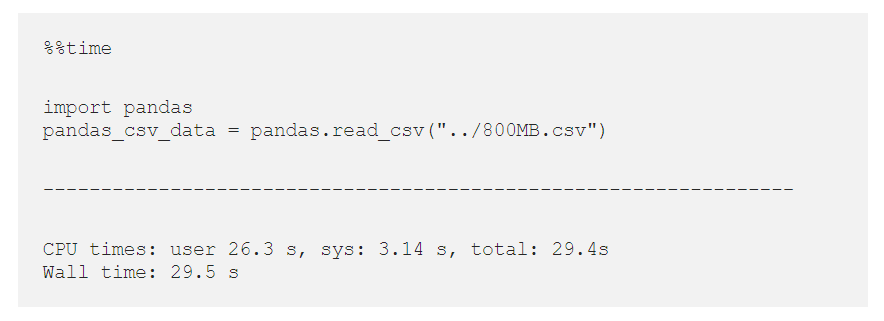 %%time
import pandas
pandas_csv_data = pandas.read_csv("../800MB.csv")
-----------------------------------------------------------------
CPU times: user 26.3 s, sys: 3.14 s, total: 29.4s
Wall time: 29.5 s